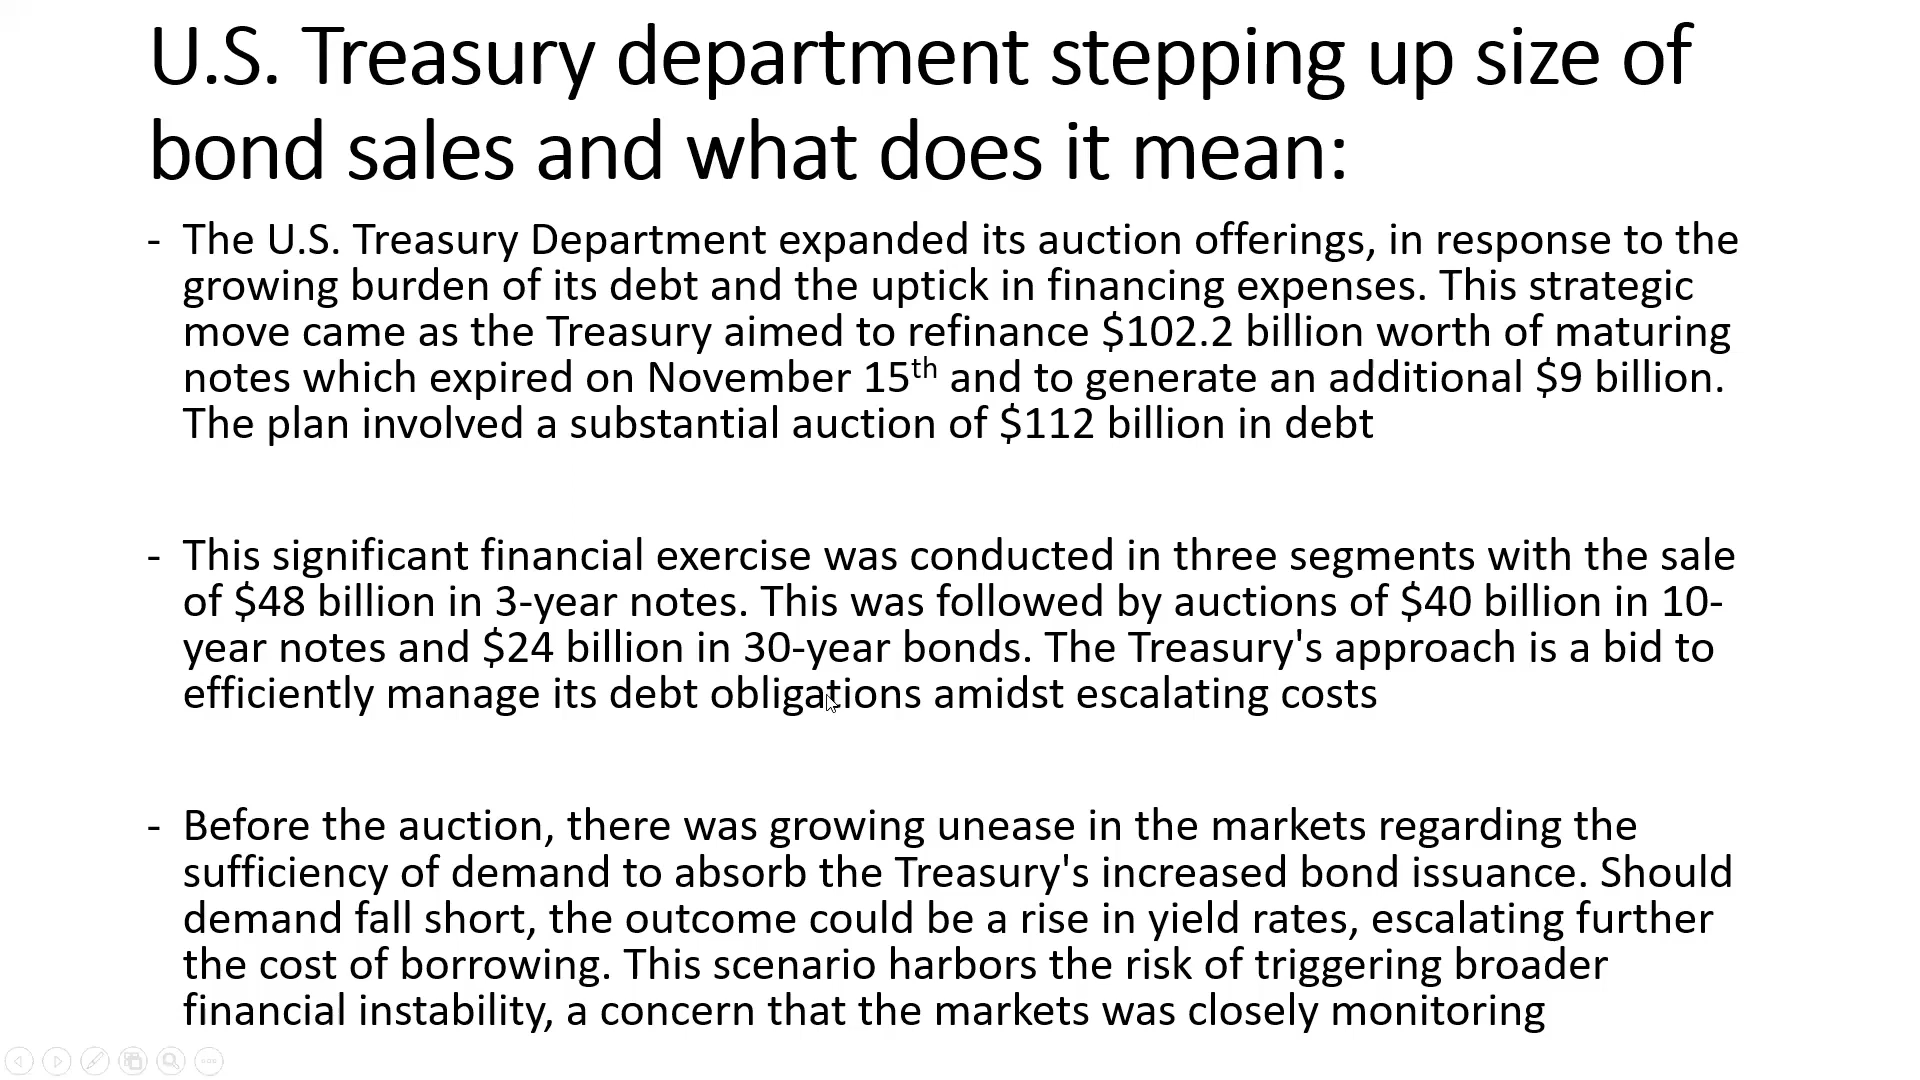 U.S. Treasury department stepping up size of
bond sales and what does it mean:
- The U.S. Treasury Department expanded its auction offerings, in response to the
growing burden of its debt and the uptick in financing expenses. This strategic
move came as the Treasury aimed to refinance $102.2 billion worth of maturing
notes which expired on November 15th and to generate an additional $9 billion.
The plan involved a substantial auction of $112 billion in debt
- This significant financial exercise was conducted in three segments with the sale
of $48 billion in 3-year notes. This was followed by auctions of $40 billion in 10-
year notes and $24 billion in 30-year bonds. The Treasury's approach is a bid to
efficiently manage its debt obligations amidst escalating costs
- Before the auction, there was growing unease in the markets regarding the
sufficiency of demand to absorb the Treasury's increased bond issuance. Should
demand fall short, the outcome could be a rise in yield rates, escalating further
the cost of borrowing. This scenario harbors the risk of triggering broader
financial instability, a concern that the markets was closely monitoring